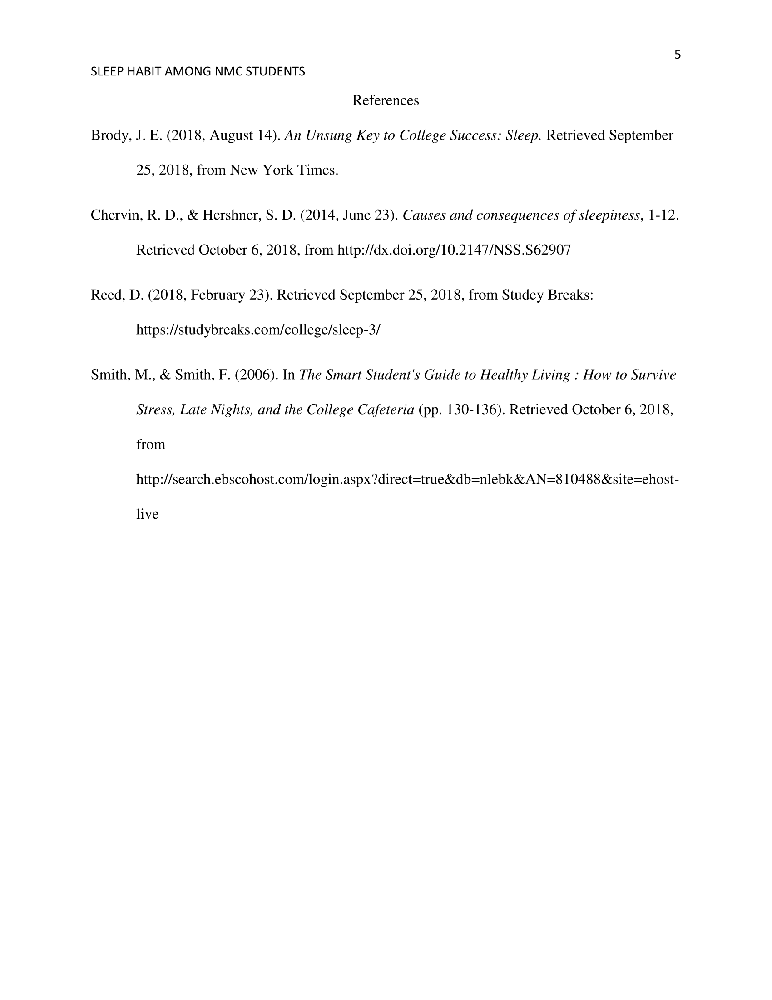 5
SLEEP HABIT AMONG NMC STUDENTS
References
Brody, J. E. (2018, August 14). An Unsung Key to College Success: Sleep. Retrieved September
25, 2018, from New York Times.
Chervin, R. D., & Hershner, S. D. (2014, June 23). Causes and consequences of sleepiness, 1-12.
Retrieved October 6, 2018, from http://dx.doi.org/10.2147/NSS.S62907
Reed, D. (2018, February 23). Retrieved September 25, 2018, from Studey Breaks:
https://studybreaks.com/college/sleep-3/
Smith, M., & Smith, F. (2006). In The Smart Student's Guide to Healthy Living : How to Survive
Stress, Late Nights, and the College Cafeteria (pp. 130-136). Retrieved October 6, 2018,
from
http://search.ebscohost.com/login.aspx?direct=true&db=nlebk&AN=810488&site=ehost-
live